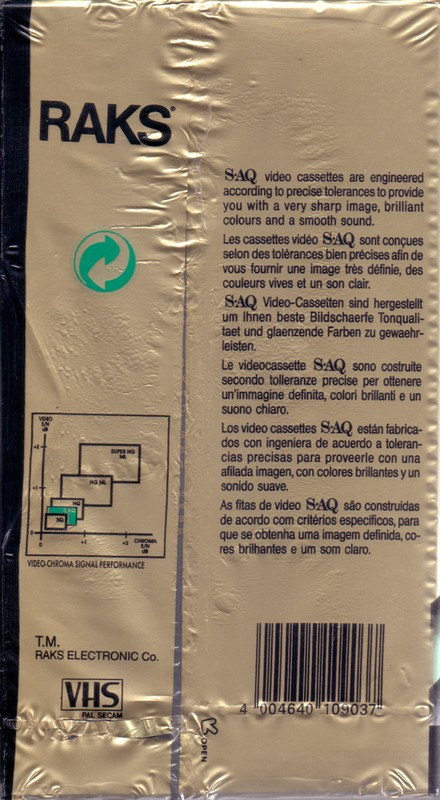 RAKS®
S·AQ video cassettes are engineered
according to precise tolerances to provide
you with a very sharp image, brilliant
colours and a smooth sound.
Les cassettes vidéo S·AQ sont conçues
selon des tolérances bien précises afin de
vous fournir une image très définie, des
couleurs vives et un son clair.
S·AQ Video-Cassetten sind hergestellt
um Ihnen beste Bildschaerfe Tonquali-
taet und glaenzende Farben zu gewaehr-
leisten.
Le videocassette S·AQ sono costruite
secondo tolleranze precise per ottenere
un'immagine definita, colori brillanti e un
suono chiaro.
Los video cassettes S·AQ están fabrica-
dos con ingeniera de acuerdo a toleran-
cias precisas para proveerle con una
afilada imagen, con colores brillantes y un
sonido suave.
As fitas de video S·AQ são construídas
de acordo com critérios específicos, para
que se obtenha uma imagem definida, co-
res brilhantes e um som claro.
VIDEO
S/N
dB
+2
+1
0
SUPER HG
ML
HG ML
HG
S·AQ
SQ
0
+1
+2
CHROMA
S/N
dB
VIDEO-CHROMA SIGNAL PERFORMANCE
T.M.
RAKS ELECTRONIC Co.
VHS
PAL SECAM
OPEN
4 004640 109037